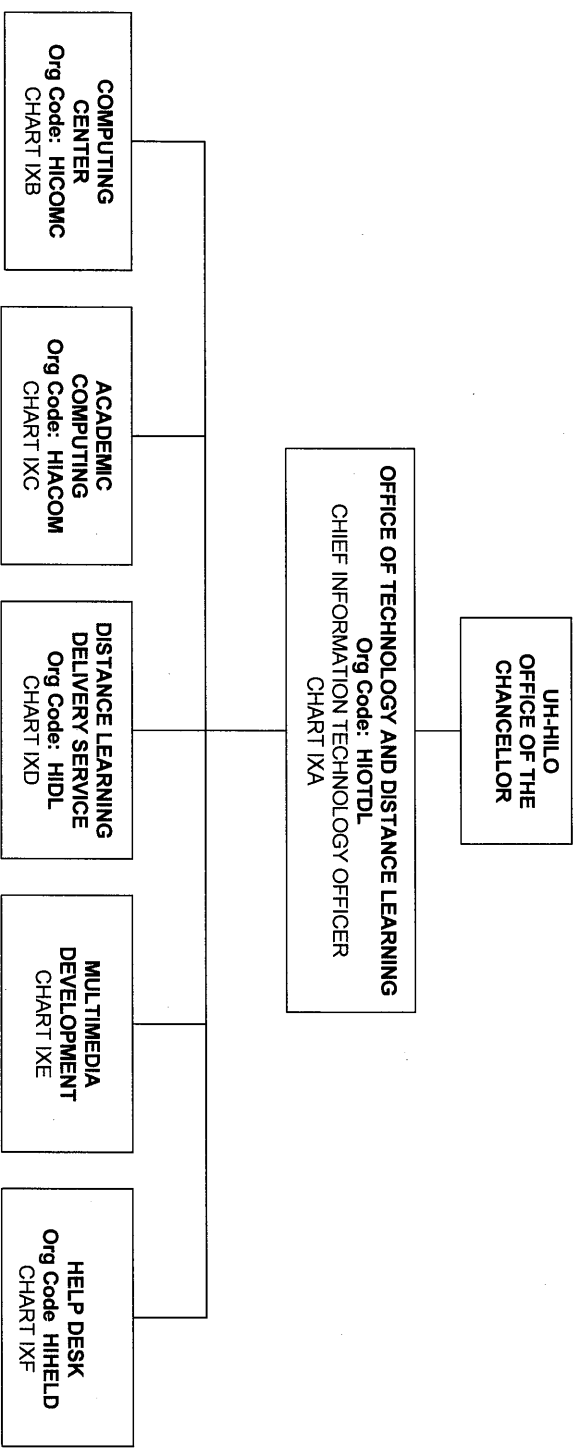 UH-HILO
OFFICE OF THE
CHANCELLOR
OFFICE OF TECHNOLOGY AND DISTANCE LEARNING
Org Code: HIOTDL
CHIEF INFORMATION TECHNOLOGY OFFICER
CHART IXA
COMPUTING
CENTER
Org Code: HICOMC
CHART IXB
ACADEMIC
COMPUTING
Org Code: HIACOM
CHART IXC
DISTANCE LEARNING
DELIVERY SERVICE
Org Code: HIDL
CHART IXD
MULTIMEDIA
DEVELOPMENT
CHART IXE
HELP DESK
Org Code HIHELD
CHART IXF